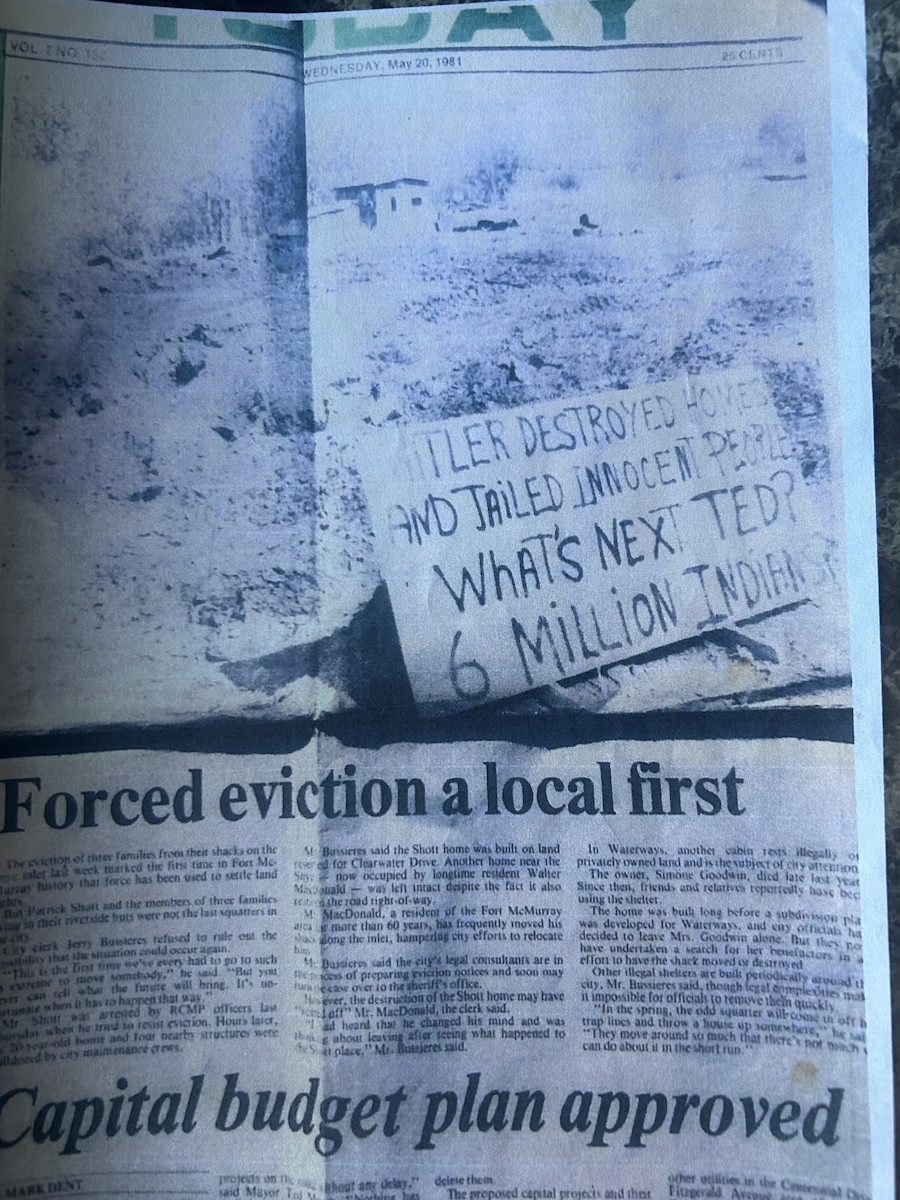 TODAY
VOL. 7 NO.
WEDNESDAY, May 20, 1981
25 CENTS
ITLER DESTROYED HOMES
AND JAILED INNOCENT PEOPLE
WHAT'S NEXT TED?
6 MILLION INDIANS?
Forced eviction a local first
The eviction of three families from their shacks on the
inlet last week marked the first time in Fort Mc-
history that force has been used to settle land
But Patrick Shott and the members of three families
in their riverside huts were not the last squatters in
city.
City clerk Jerry Bussieres refused to rule out the
possibility that the situation could occur again.
"This is the first time we've every had to go to such
extreme to move somebody," he said. "But you
can tell what the future will bring. It's un-
when it has to happen that way."
Mr. Shott was arrested by RCMP officers last
when he tried to resist eviction. Hours later,
20-year-old home and four nearby structures were
by city maintenance crews.
M Bussieres said the Shott home was built on land
for Clearwater Drive. Another home near the
— now occupied by longtime resident Walter
MacDonald — was left intact despite the fact it also
the road right-of-way.
M MacDonald, a resident of the Fort McMurray
area more than 60 years, has frequently moved his
along the inlet, hampering city efforts to relocate
him.
M Bussieres said the city's legal consultants are in
the process of preparing eviction notices and soon may
case over to the sheriff's office.
However, the destruction of the Shott home may have
off" Mr. MacDonald, the clerk said.
had heard he changed his mind and was
about leaving after seeing what happened to
the Shott place," Mr. Bussieres said.
In Waterways, another cabin rests illegally
privately owned land and is the subject of city attention
The owner, Simone Goodwin, died late last year
Since then, friends and relatives reportedly have
using the shelter.
The home was built long before a subdivision
was developed for Waterways, and city officials
decided to leave Mrs. Goodwin alone. But they
have undertaken a search for her benefactors in
effort to have the shack moved or destroyed
Other illegal shelters are built periodically around
city, Mr. Bussieres said, though legal complexities
it impossible for officials to remove them quickly.
"In the spring, the odd squatter will come in off
trap lines and throw a house up somewhere," he
"They move around so much that there's not much
can do about it in the short run."
Capital budget plan approved
MARK DENT
projects on
said Mayor
without any delay,"
delete them.
The proposed capital projects and their
other utilities in the Centennial
Fitzgerald